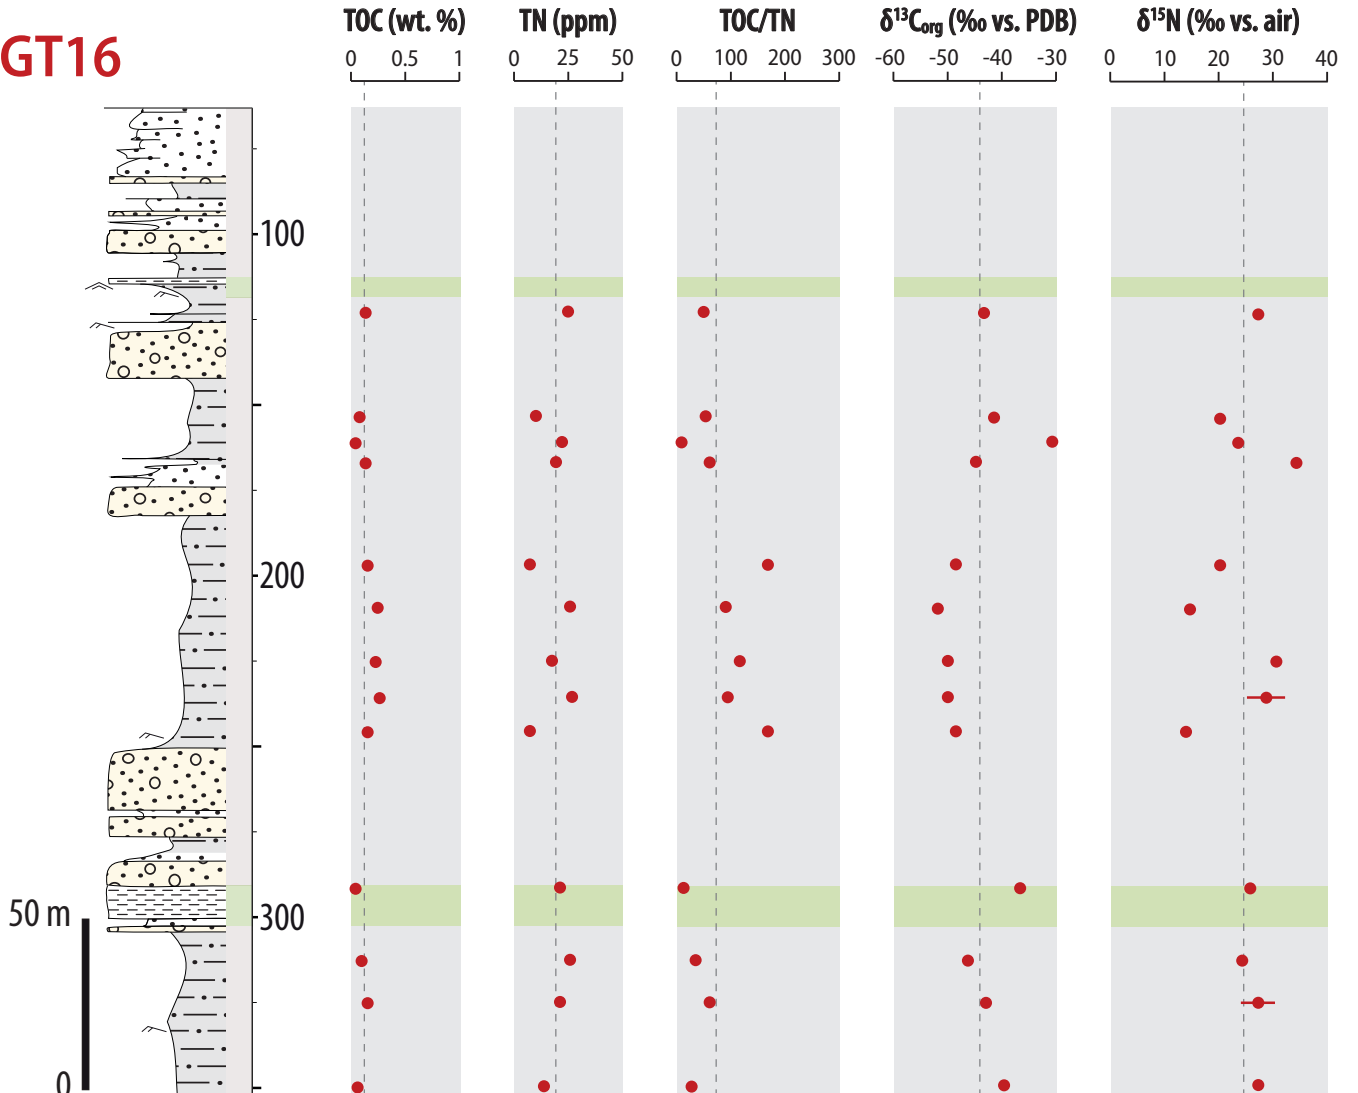 GT16
TOC (wt. %) TN (ppm) TOC/TN δ¹³Corg (‰ vs. PDB) δ¹⁵N (‰ vs. air)
0 0.5 1 0 25 50 0 100 200 300 -60 -50 -40 -30 0 10 20 30 40
100
200
300
50 m
0